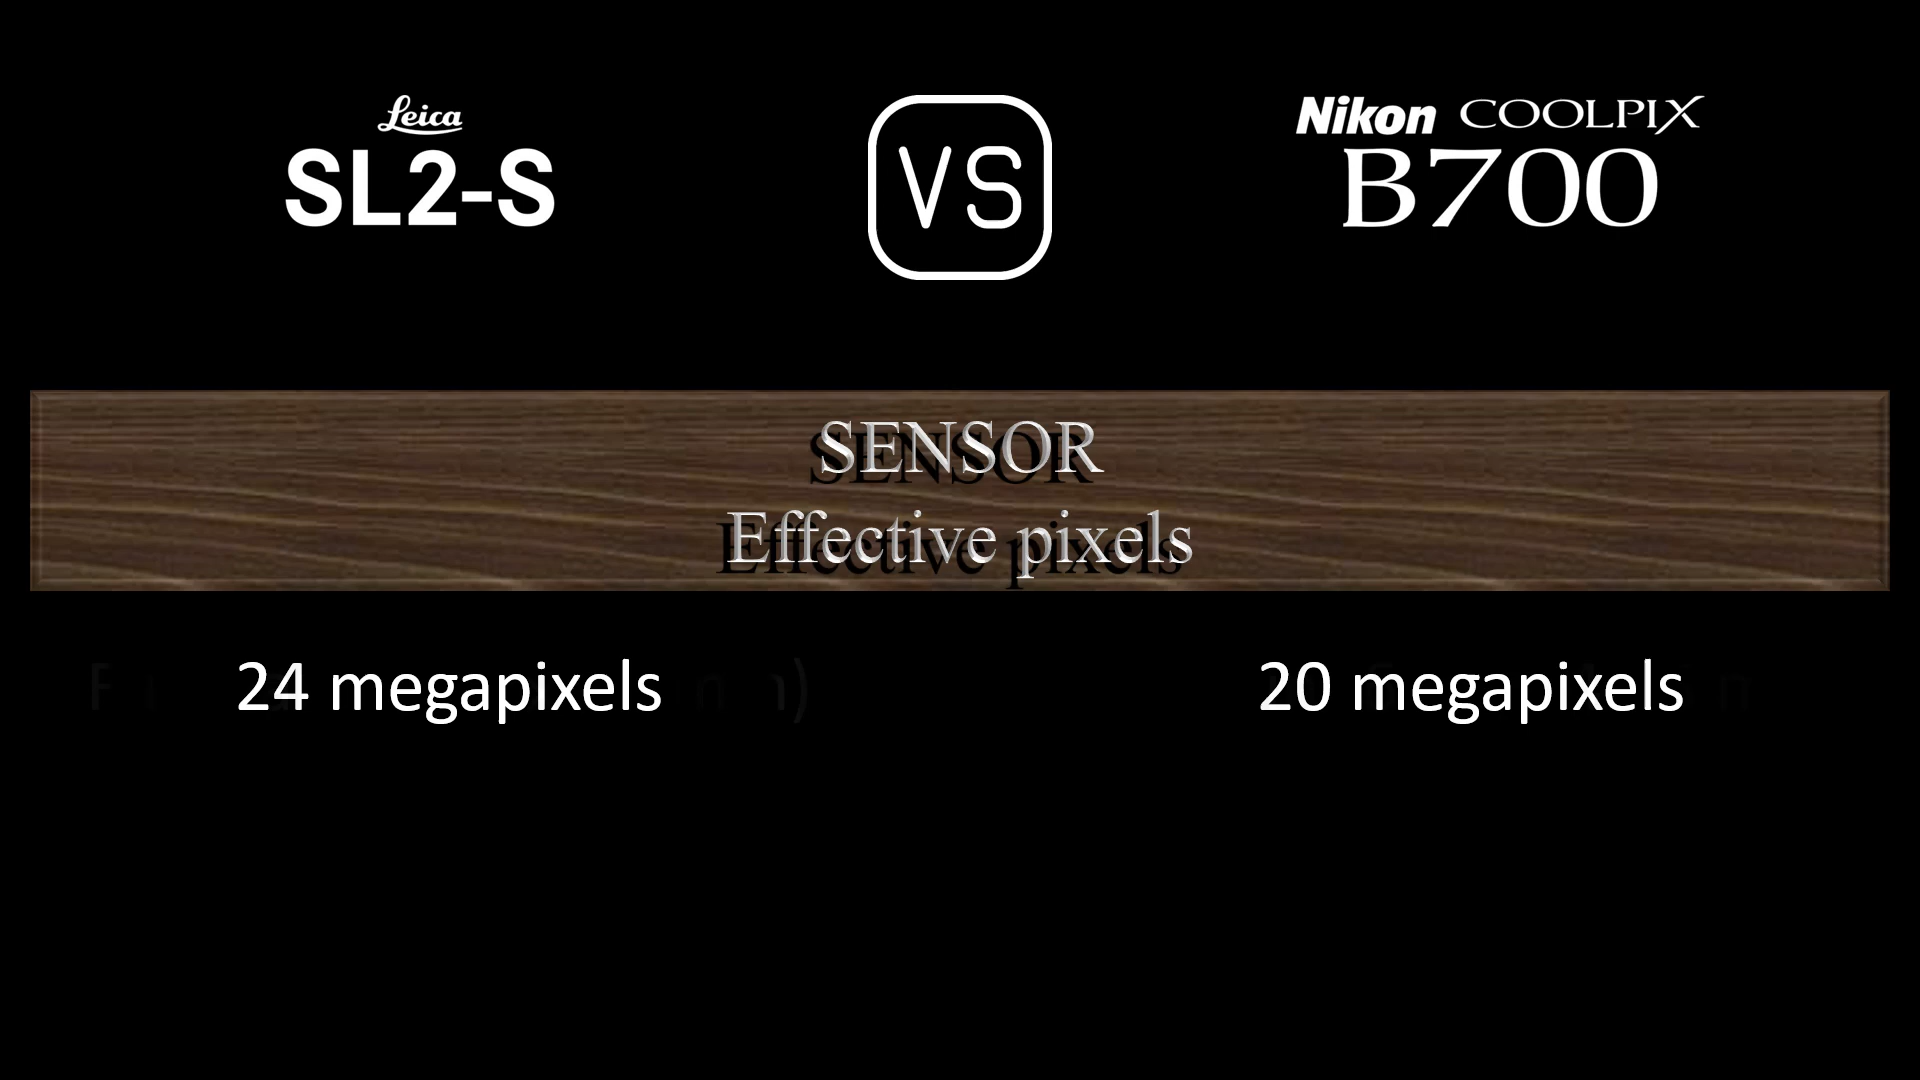 Leica
SL2-S
VS
Nikon COOLPIX
B700
SENSOR
Effective pixels
24 megapixels
20 megapixels